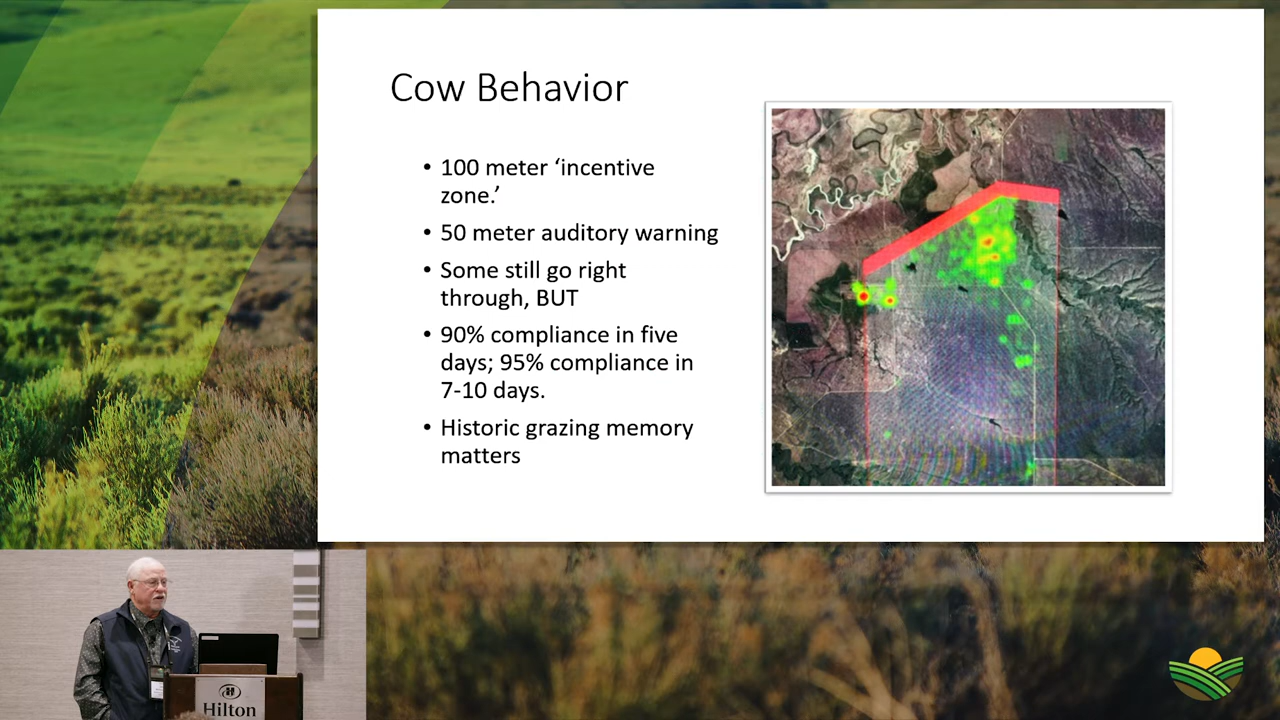 Cow Behavior
• 100 meter ‘incentive
zone.’
• 50 meter auditory warning
• Some still go right
through, BUT
• 90% compliance in five
days; 95% compliance in
7-10 days.
• Historic grazing memory
matters
Hilton